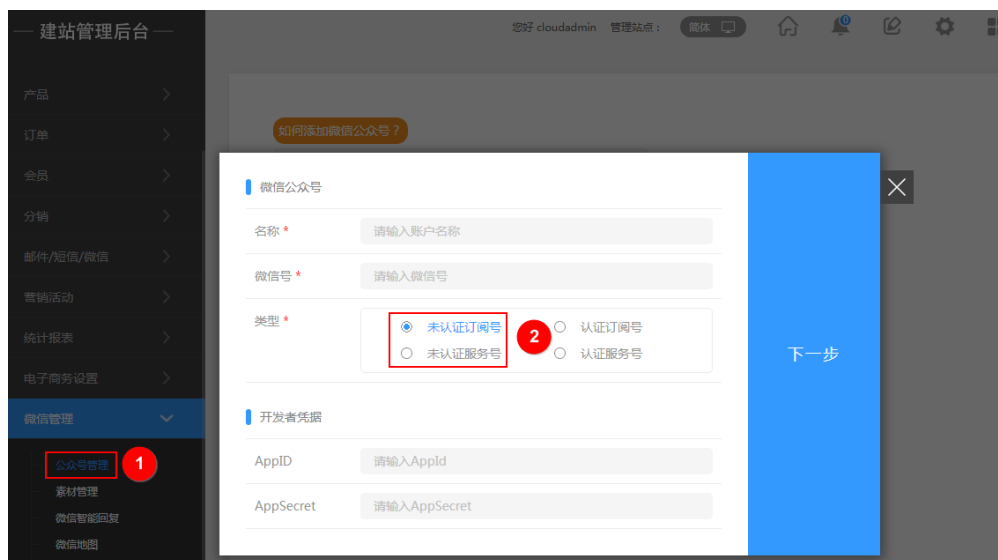 — 建站管理后台 —
您好 cloudadmin 管理站点： 简体
0
产品
订单
会员
分销
邮件/短信/微信
营销活动
统计报表
电子商务设置
微信管理
公众号管理 1
素材管理
微信智能回复
微信地图
如何添加微信公众号？
微信公众号
名称 * 请输入账户名称
微信号 * 请输入微信号
类型 * 未认证订阅号 2 认证订阅号
未认证服务号 认证服务号
开发者凭据
AppID 请输入AppId
AppSecret 请输入AppSecret
下一步